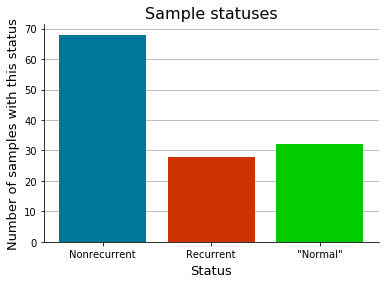 Sample statuses
Number of samples with this status
70
60
50
40
30
20
10
0
Nonrecurrent Recurrent "Normal"
Status